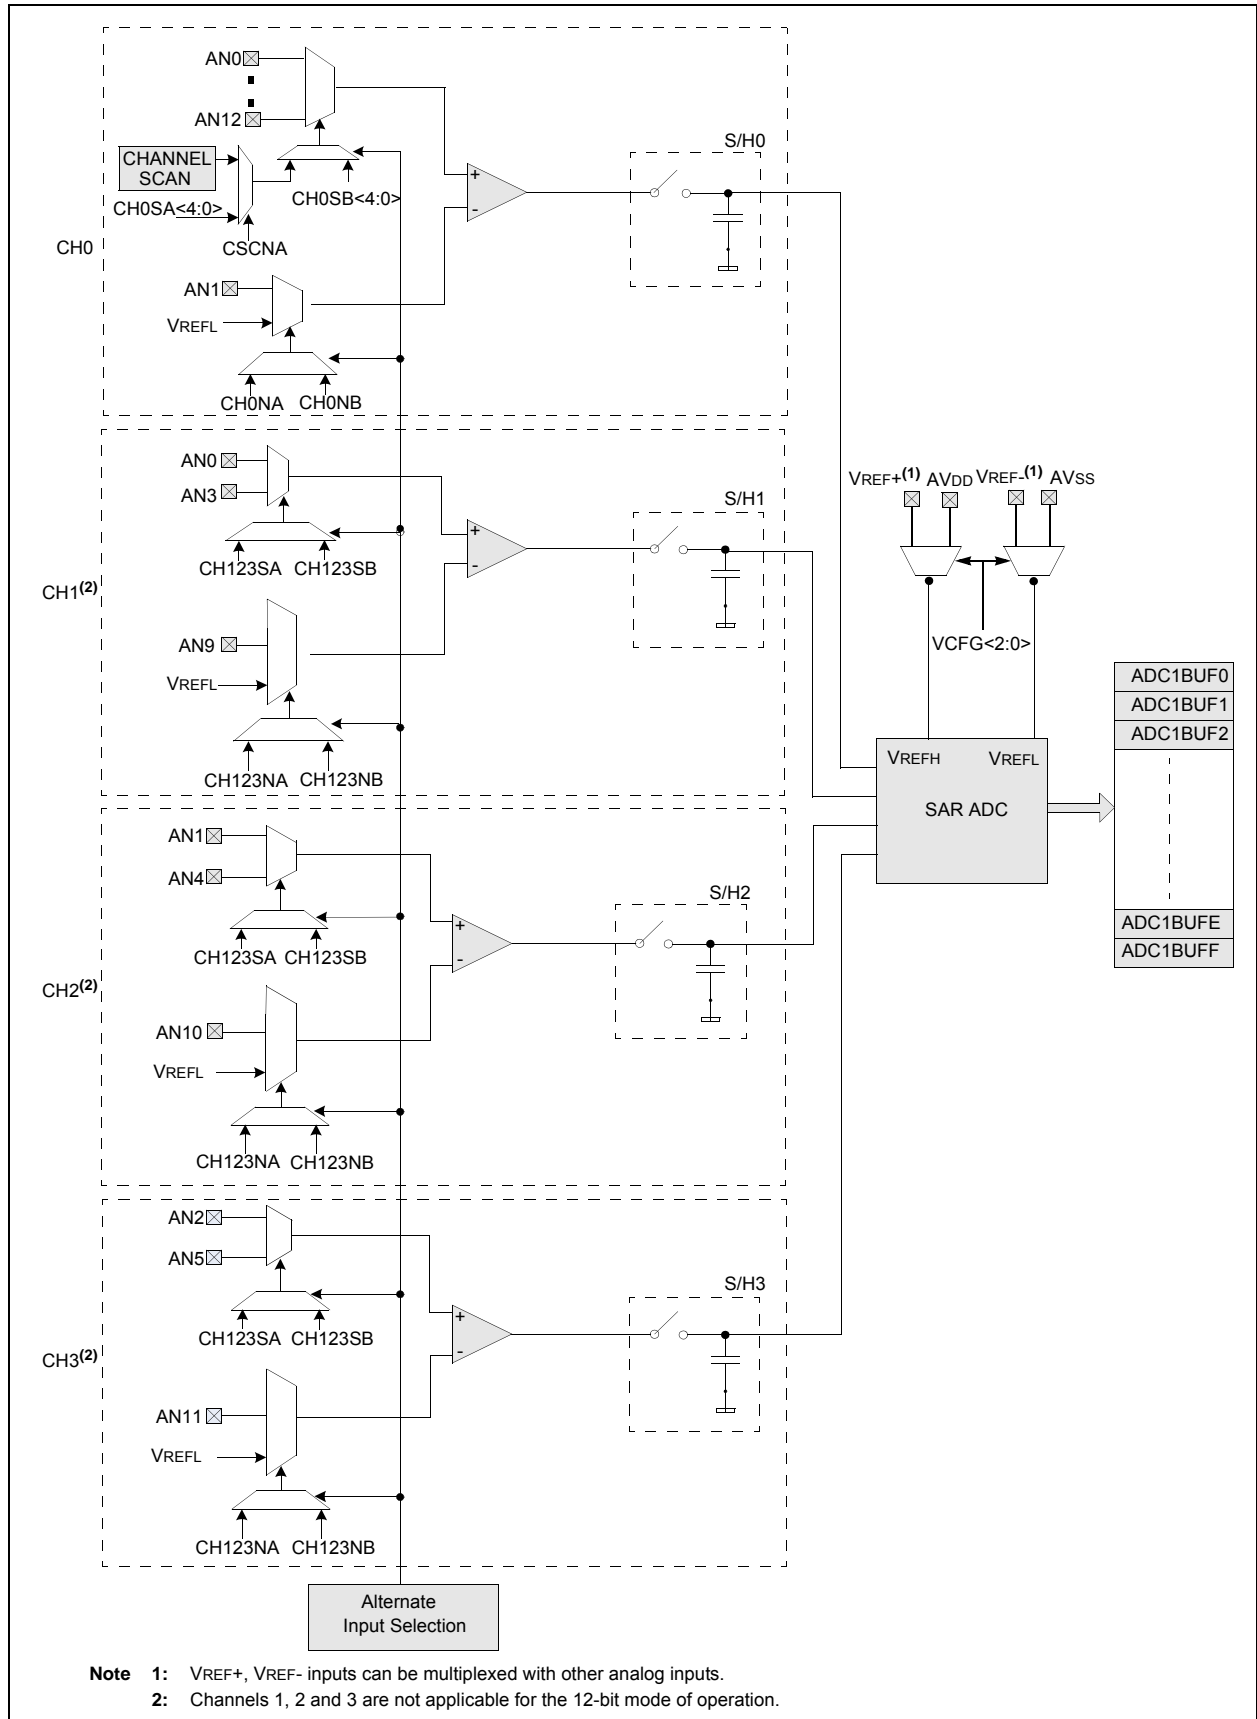 AN0
AN12
CHANNEL
SCAN
CH0SA<4:0>
CH0SB<4:0>
CSCNA
CH0
AN1
VREFL
CH0NA
CH0NB
+
-
S/H0
AN0
AN3
CH123SA
CH123SB
CH1(2)
AN9
VREFL
CH123NA
CH123NB
+
-
S/H1
VREF+(1)
AVDD
VREF-(1)
AVSS
VCFG<2:0>
VREFH
VREFL
SAR ADC
ADC1BUF0
ADC1BUF1
ADC1BUF2
ADC1BUFE
ADC1BUFF
AN1
AN4
CH123SA
CH123SB
CH2(2)
AN10
VREFL
CH123NA
CH123NB
+
-
S/H2
AN2
AN5
CH123SA
CH123SB
CH3(2)
AN11
VREFL
CH123NA
CH123NB
+
-
S/H3
Alternate
Input Selection
Note 1: VREF+, VREF- inputs can be multiplexed with other analog inputs.
2: Channels 1, 2 and 3 are not applicable for the 12-bit mode of operation.